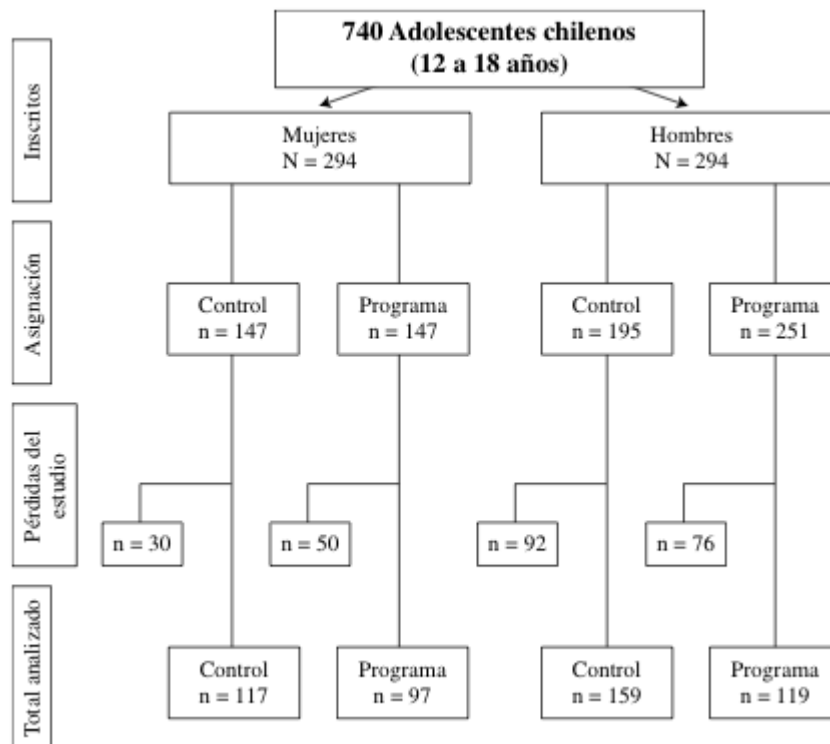 740 Adolescentes chilenos
(12 a 18 años)
Inscritos
Mujeres
N = 294
Hombres
N = 294
Asignación
Control
n = 147
Programa
n = 147
Control
n = 195
Programa
n = 251
Pérdidas del
estudio
n = 30
n = 50
n = 92
n = 76
Total analizado
Control
n = 117
Programa
n = 97
Control
n = 159
Programa
n = 119